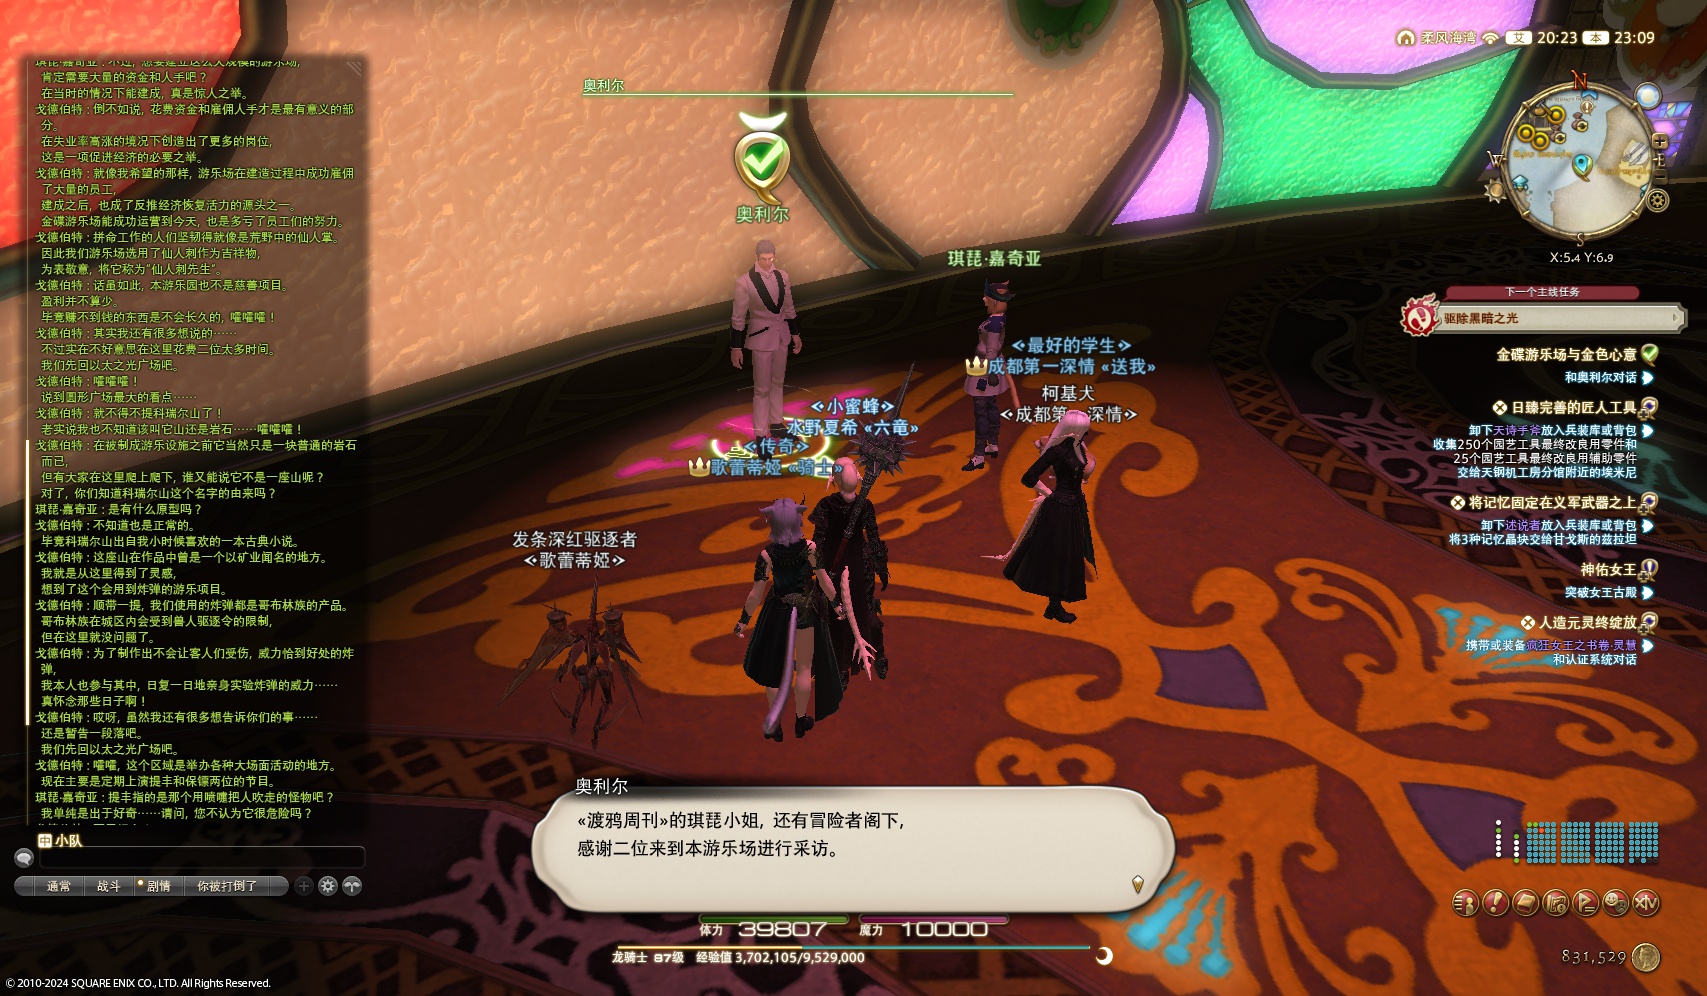 琪琵·嘉奇亚：不过，想要建立这么大规模的游乐场，
肯定需要大量的资金和人手吧？
在当时的情况下能建成，真是惊人之举。
戈德伯特：倒不如说，花费资金和雇佣人手才是最有意义的部
分。
在失业率高涨的境况下创造出了更多的岗位，
这是一项促进经济的必要之举。
戈德伯特：就像我希望的那样，游乐场在建造过程中成功雇佣
了大量的员工，
建成之后，也成了反推经济恢复活力的源头之一。
金碟游乐场能成功运营到今天，也是多亏了员工们的努力。
戈德伯特：拼命工作的人们坚韧得就像是荒野中的仙人掌。
因此我们游乐场选用了仙人刺作为吉祥物，
为表敬意，将它称为“仙人刺先生”。
戈德伯特：话虽如此，本游乐园也不是慈善项目。
盈利并不算少。
毕竟赚不到钱的东西是不会长久的，嚯嚯嚯！
戈德伯特：其实我还有很多想说的……
不过实在不好意思在这里花费二位太多时间。
我们先回以太之光广场吧。
戈德伯特：嚯嚯嚯！
说到圆形广场最大的看点……
戈德伯特：就不得不提科瑞尔山了！
老实说我也不知道该叫它山还是岩石……嚯嚯嚯！
戈德伯特：在被制成游乐设施之前它当然只是一块普通的岩石
而已，
但有大家在这里爬上爬下，谁又能说它不是一座山呢？
对了，你们知道科瑞尔山这个名字的由来吗？
琪琵·嘉奇亚：是有什么原型吗？
戈德伯特：不知道也是正常的。
毕竟科瑞尔山出自我小时候喜欢的一本古典小说。
戈德伯特：这座山在作品中曾是一个以矿业闻名的地方。
我就是从这里得到了灵感，
想到了这个会用到炸弹的游乐项目。
戈德伯特：顺带一提，我们使用的炸弹都是哥布林族的产品。
哥布林族在城区内会受到兽人驱逐令的限制，
但在这里就没问题了。
戈德伯特：为了制作出不会让客人们受伤，威力恰到好处的炸
弹，
我本人也参与其中，日复一日地亲身实验炸弹的威力……
真怀念那些日子啊！
戈德伯特：哎呀，虽然我还有很多想告诉你们的事……
还是暂告一段落吧。
我们先回以太之光广场吧。
戈德伯特：嚯嚯，这个区域是举办各种大场面活动的地方。
现在主要是定期上演提丰和保镖两位的节目。
琪琵·嘉奇亚：提丰指的是那个用喷嚏把人吹走的怪物吧？
我单纯是出于好奇……请问，您不认为它很危险吗？
小队
通常 战斗 剧情 你被打倒了
© 2010-2024 SQUARE ENIX CO., LTD. All Rights Reserved.
奥利尔
奥利尔
琪琵·嘉奇亚
最好的学生
成都第一深情 «送我»
柯基犬
成都第一深情
小蜜蜂
水野夏希 «六竜»
传奇
歌蕾蒂娅 «骑士»
发条深红驱逐者
歌蕾蒂娅
奥利尔
«渡鸦周刊»的琪琵小姐，还有冒险者阁下，
感谢二位来到本游乐场进行采访。
体力 39807 魔力 10000
龙骑士 87级 经验值 3,702,105/9,529,000
柔风海湾 艾 20:23 本 23:09
N
W
E
S
X:5.4 Y:6.9
下一个主线任务
驱除黑暗之光
金碟游乐场与金色心意
和奥利尔对话
日臻完善的匠人工具
卸下天诗手斧放入兵装库或背包
收集250个园艺工具最终改良用零件和
25个园艺工具最终改良用辅助零件
交给天钢机工房分馆附近的埃米尼
将记忆固定在义军武器之上
卸下述说者放入兵装库或背包
将3种记忆晶块交给甘戈斯的兹拉坦
神佑女王
突破女王古殿
人造元灵终绽放
携带或装备疯狂女王之书卷·灵慧
和认证系统对话
XIV
831,529